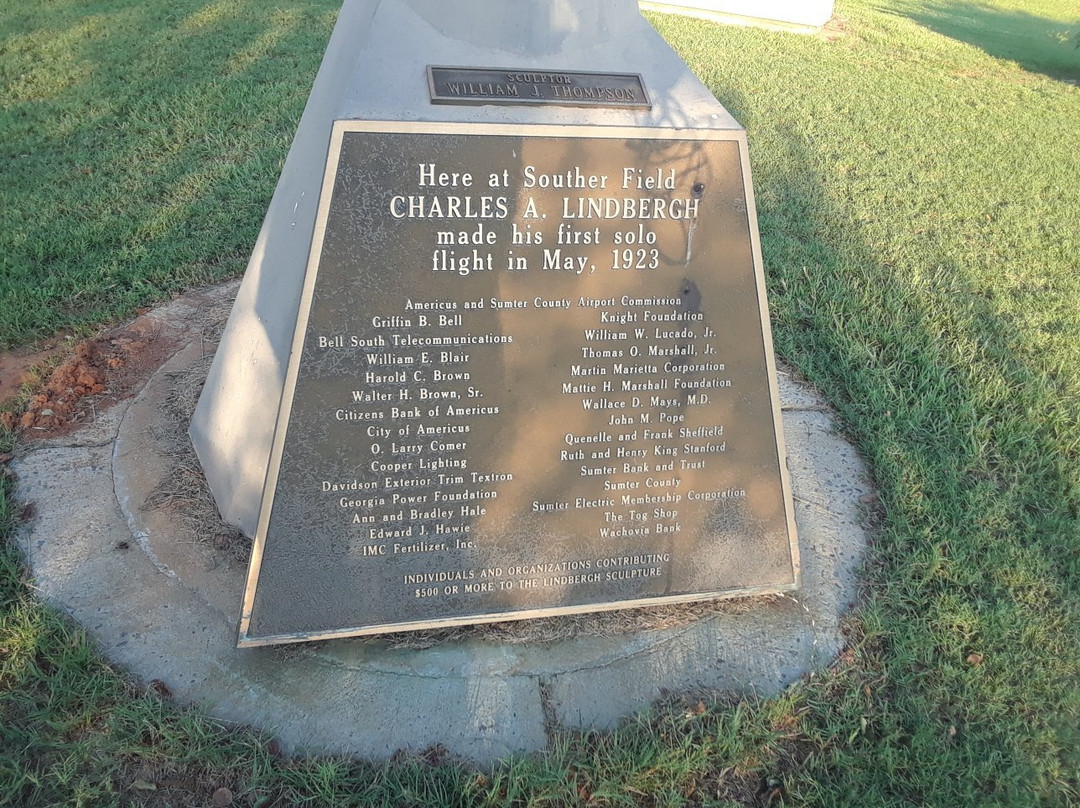 SCULPTOR
WILLIAM J. THOMPSON
Here at Souther Field
CHARLES A. LINDBERGH
made his first solo
flight in May, 1923
Americus and Sumter County Airport Commission
Griffin B. Bell
Bell South Telecommunications
William E. Blair
Harold C. Brown
Walter H. Brown, Sr.
Citizens Bank of Americus
City of Americus
O. Larry Comer
Cooper Lighting
Davidson Exterior Trim Textron
Georgia Power Foundation
Ann and Bradley Hale
Edward J. Hawie
IMC Fertilizer, Inc.
Knight Foundation
William W. Lucado, Jr.
Thomas O. Marshall, Jr.
Martin Marietta Corporation
Mattie H. Marshall Foundation
Wallace D. Mays, M.D.
John M. Pope
Quenelle and Frank Sheffield
Ruth and Henry King Stanford
Sumter Bank and Trust
Sumter County
Sumter Electric Membership Corporation
The Tog Shop
Wachovia Bank
INDIVIDUALS AND ORGANIZATIONS CONTRIBUTING
$500 OR MORE TO THE LINDBERGH SCULPTURE